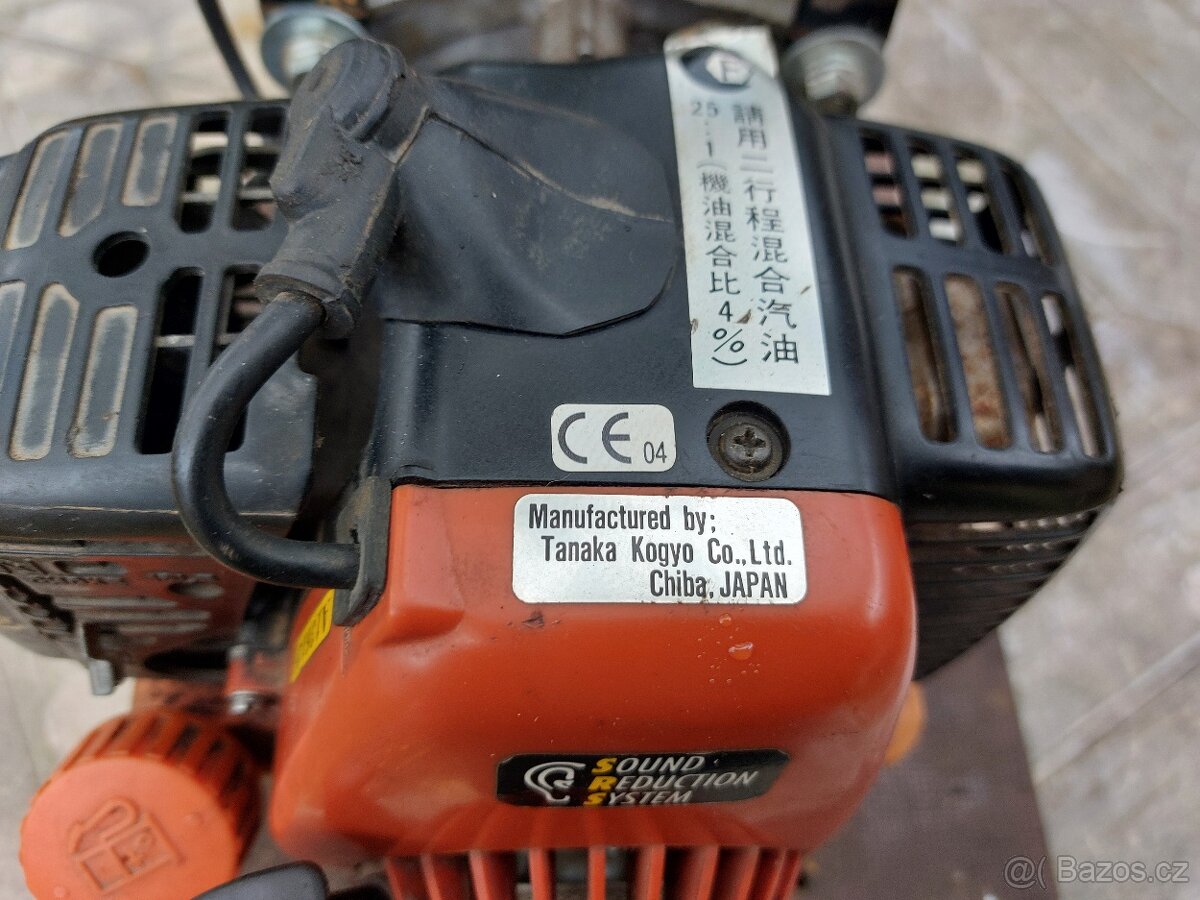 請用二行程混合汽油
25:1(機油混合比4%)
CE 04
Manufactured by;
Tanaka Kogyo Co.,Ltd.
Chiba, JAPAN
SOUND
REDUCTION
SYSTEM
@( Bazos.cz